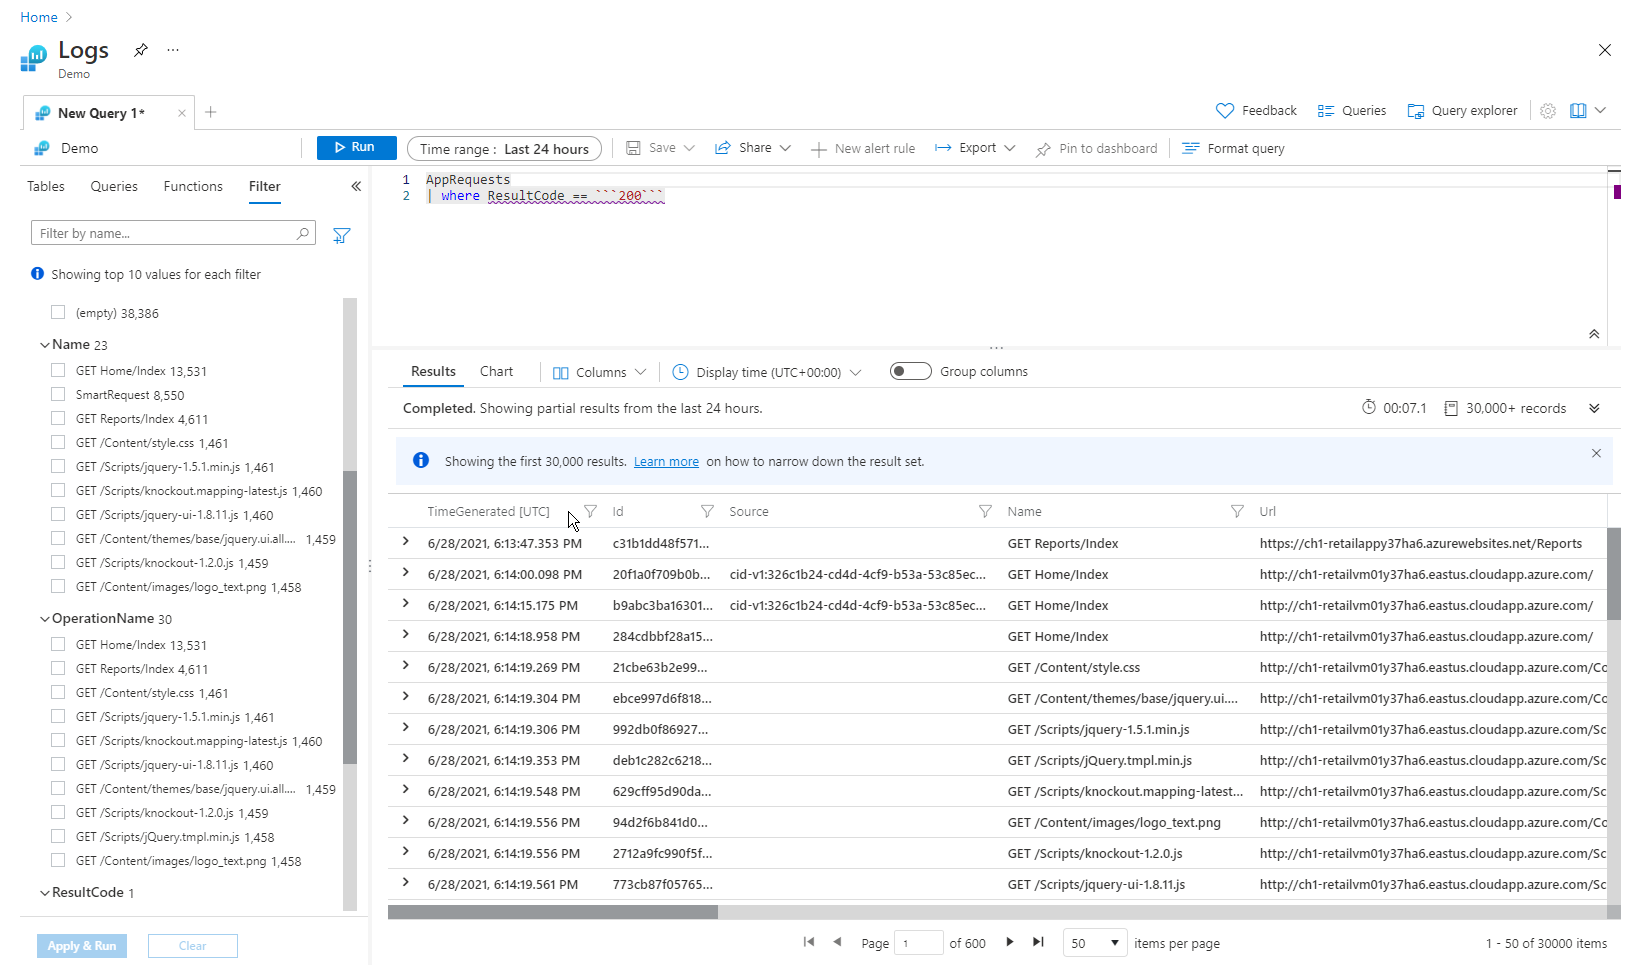 Home
Logs
Demo
New Query 1*
Feedback
Queries
Query explorer
Demo
Run
Time range : Last 24 hours
Save
Share
New alert rule
Export
Pin to dashboard
Format query
Tables
Queries
Functions
Filter
Filter by name...
Showing top 10 values for each filter
(empty) 38,386
Name 23
GET Home/Index 13,531
SmartRequest 8,550
GET Reports/Index 4,611
GET /Content/style.css 1,461
GET /Scripts/jquery-1.5.1.min.js 1,461
GET /Scripts/knockout.mapping-latest.js 1,460
GET /Scripts/jquery-ui-1.8.11.js 1,460
GET /Content/themes/base/jquery.ui.all.... 1,459
GET /Scripts/knockout-1.2.0.js 1,459
GET /Content/images/logo_text.png 1,458
OperationName 30
GET Home/Index 13,531
GET Reports/Index 4,611
GET /Content/style.css 1,461
GET /Scripts/jquery-1.5.1.min.js 1,461
GET /Scripts/knockout.mapping-latest.js 1,460
GET /Scripts/jquery-ui-1.8.11.js 1,460
GET /Content/themes/base/jquery.ui.all.... 1,459
GET /Scripts/knockout-1.2.0.js 1,459
GET /Scripts/jQuery.tmpl.min.js 1,458
GET /Content/images/logo_text.png 1,458
ResultCode 1
Apply & Run
Clear
1 AppRequests
2 | where ResultCode == ```200```
Results
Chart
Columns
Display time (UTC+00:00)
Group columns
Completed. Showing partial results from the last 24 hours.
00:07.1
30,000+ records
Showing the first 30,000 results. Learn more on how to narrow down the result set.
TimeGenerated [UTC] Id Source Name Url
6/28/2021, 6:13:47.353 PM c31b1dd48f571... GET Reports/Index https://ch1-retailappy37ha6.azurewebsites.net/Reports
6/28/2021, 6:14:00.098 PM 20f1a0f709b0b... cid-v1:326c1b24-cd4d-4cf9-b53a-53c85ec... GET Home/Index http://ch1-retailvm01y37ha6.eastus.cloudapp.azure.com/
6/28/2021, 6:14:15.175 PM b9abc3ba16301... cid-v1:326c1b24-cd4d-4cf9-b53a-53c85ec... GET Home/Index http://ch1-retailvm01y37ha6.eastus.cloudapp.azure.com/
6/28/2021, 6:14:18.958 PM 284cdbbf28a15... GET Home/Index http://ch1-retailvm01y37ha6.eastus.cloudapp.azure.com/
6/28/2021, 6:14:19.269 PM 21cbe63b2e99... GET /Content/style.css http://ch1-retailvm01y37ha6.eastus.cloudapp.azure.com/Co
6/28/2021, 6:14:19.304 PM ebce997d6f818... GET /Content/themes/base/jquery.ui.... http://ch1-retailvm01y37ha6.eastus.cloudapp.azure.com/Co
6/28/2021, 6:14:19.306 PM 992db0f86927... GET /Scripts/jquery-1.5.1.min.js http://ch1-retailvm01y37ha6.eastus.cloudapp.azure.com/Sc
6/28/2021, 6:14:19.353 PM deb1c282c6218... GET /Scripts/jQuery.tmpl.min.js http://ch1-retailvm01y37ha6.eastus.cloudapp.azure.com/Sc
6/28/2021, 6:14:19.548 PM 629cff95d90da... GET /Scripts/knockout.mapping-latest... http://ch1-retailvm01y37ha6.eastus.cloudapp.azure.com/Sc
6/28/2021, 6:14:19.556 PM 94d2f6b841d0... GET /Content/images/logo_text.png http://ch1-retailvm01y37ha6.eastus.cloudapp.azure.com/Co
6/28/2021, 6:14:19.556 PM 2712a9fc990f5f... GET /Scripts/knockout-1.2.0.js http://ch1-retailvm01y37ha6.eastus.cloudapp.azure.com/Sc
6/28/2021, 6:14:19.561 PM 773cb87f05765... GET /Scripts/jquery-ui-1.8.11.js http://ch1-retailvm01y37ha6.eastus.cloudapp.azure.com/Sc
Page 1 of 600
50 items per page
1 - 50 of 30000 items